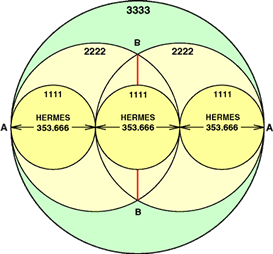 3333
B
2222 2222
1111 1111 1111
HERMES HERMES HERMES
A A
353.666 353.666 353.666
B